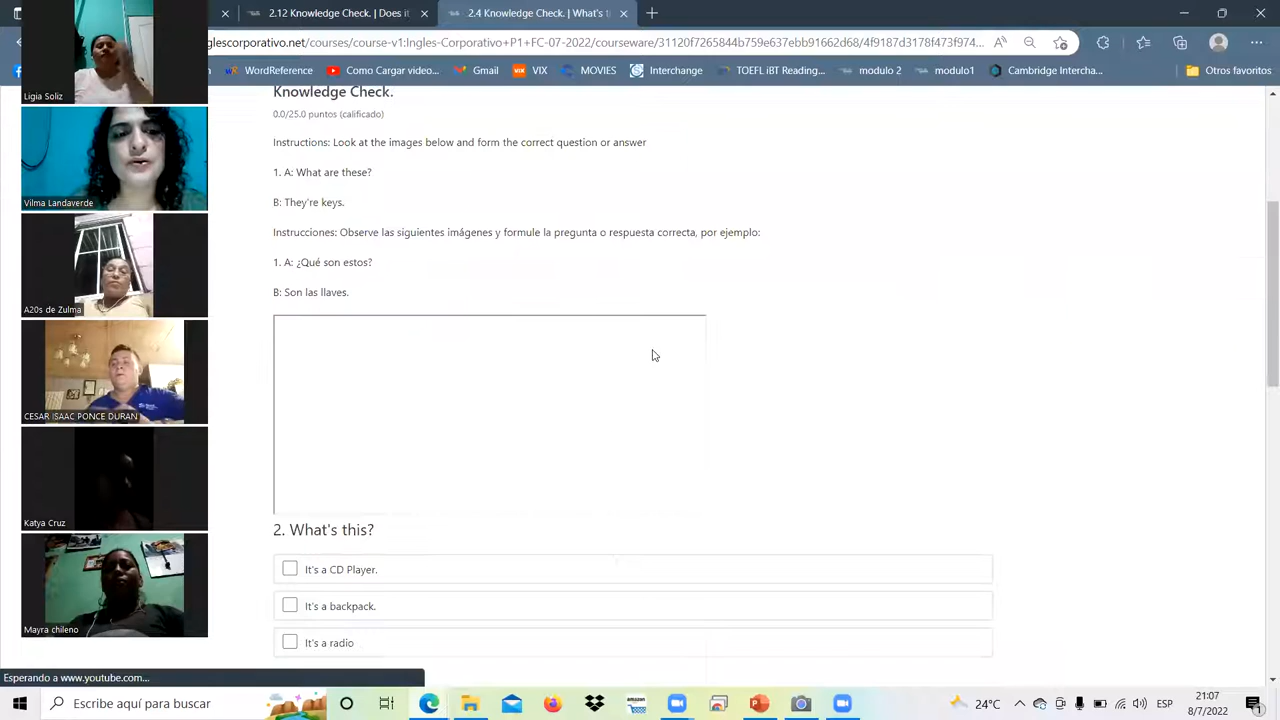 2.12 Knowledge Check. | Does it
2.4 Knowledge Check. | What's t
glescorporativo.net/courses/course-v1:Ingles-Corporativo+P1+FC-07-2022/courseware/31120f7265844b759e637ebb91662d68/4f9187d3178f473f974...
WordReference
Como Cargar video...
Gmail
VIX
MOVIES
Interchange
TOEFL iBT Reading...
modulo 2
modulo1
Cambridge Intercha...
Otros favoritos
Ligia Soliz
Vilma Landaverde
A20s de Zulma
CESAR ISAAC PONCE DURAN
Katya Cruz
Mayra chileno
Knowledge Check.
0.0/25.0 puntos (calificado)
Instructions: Look at the images below and form the correct question or answer
1. A: What are these?
B: They're keys.
Instrucciones: Observe las siguientes imágenes y formule la pregunta o respuesta correcta, por ejemplo:
1. A: ¿Qué son estos?
B: Son las llaves.
2. What's this?
It's a CD Player.
It's a backpack.
It's a radio
Esperando a www.youtube.com...
Escribe aquí para buscar
24°C
ESP
21:07
8/7/2022